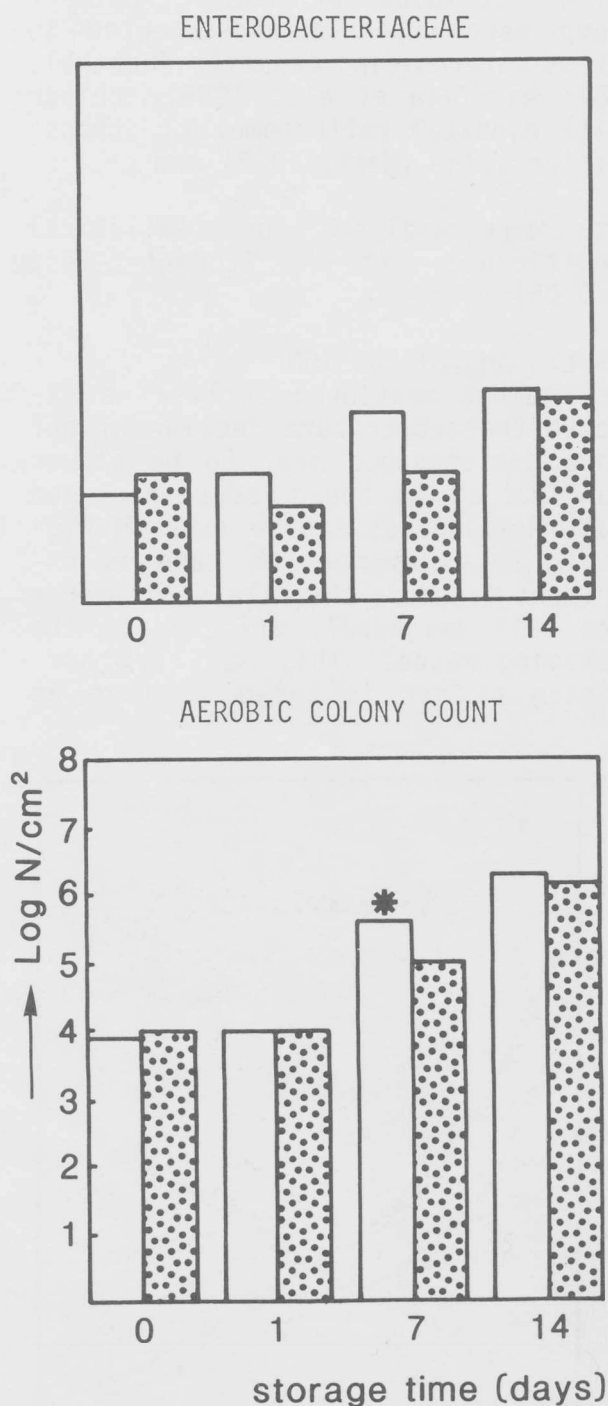 ENTEROBACTERIACEAE
0 1 7 14
AEROBIC COLONY COUNT
8
7
6
5
4
3
2
1
→ Log N/cm²
*
0 1 7 14
storage time (days)